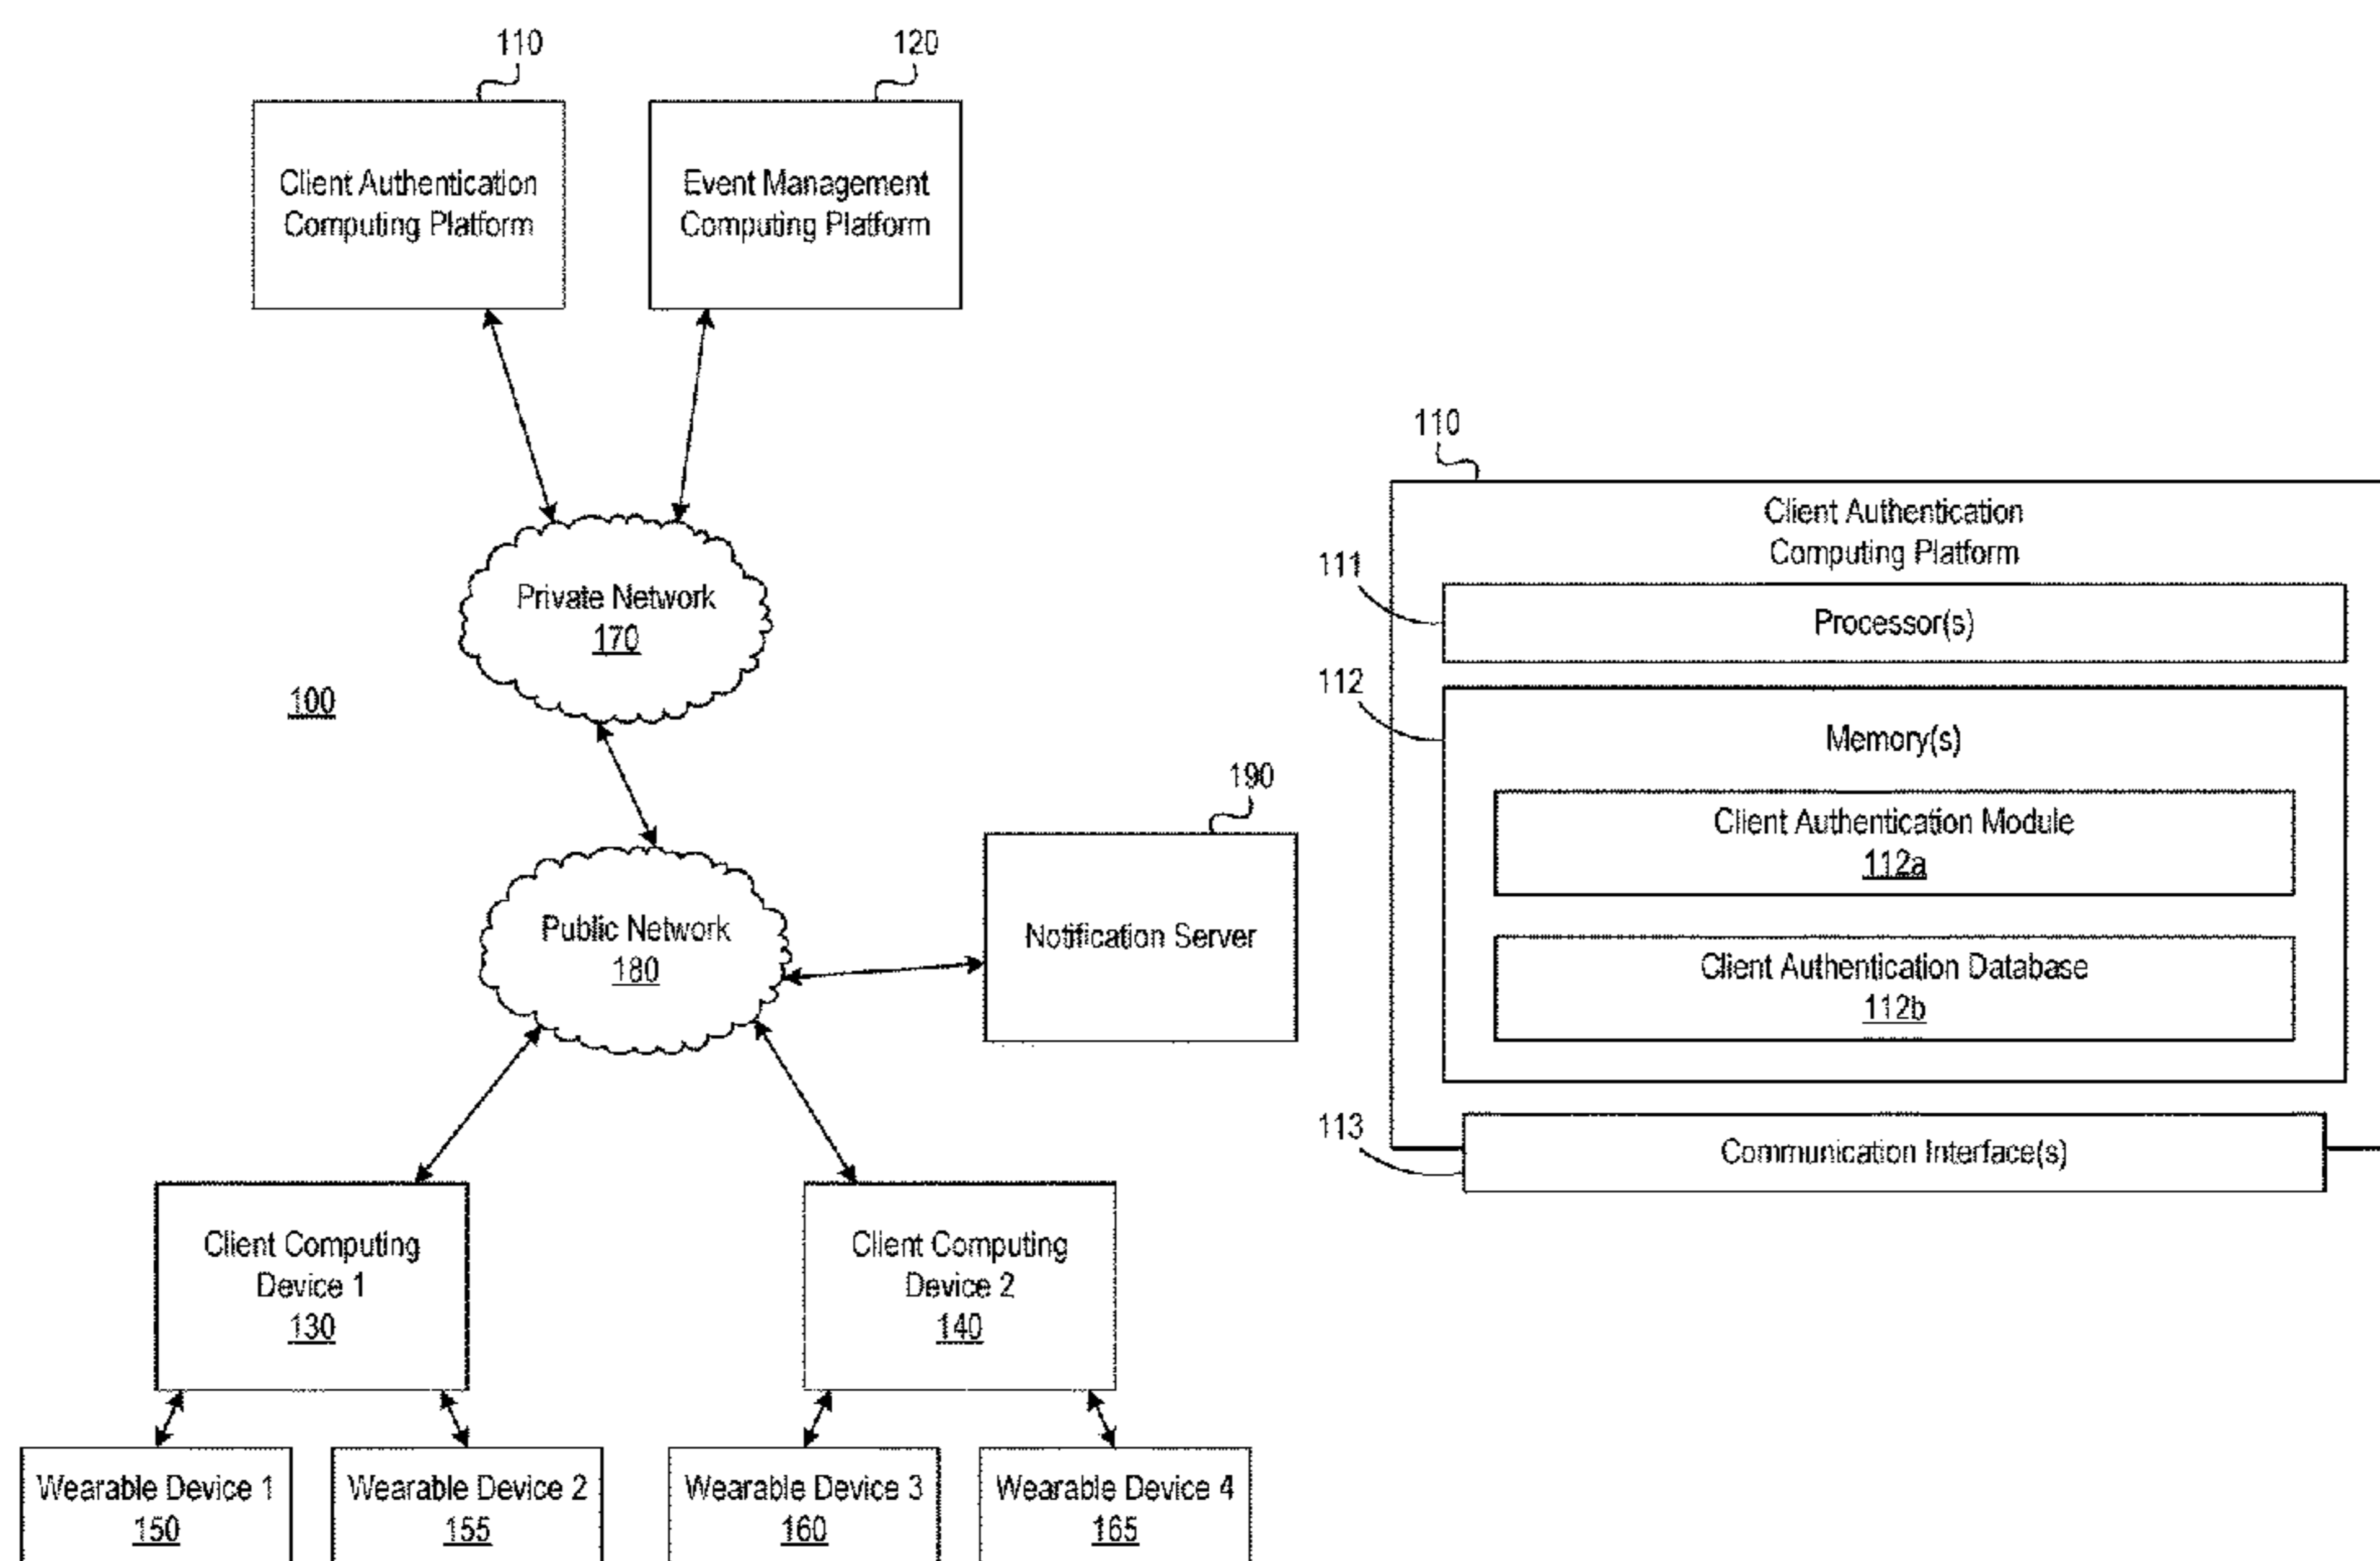 110
120
Client Authentication
Computing Platform
Event Management
Computing Platform
Private Network
170
100
190
Public Network
180
Notification Server
Client Computing
Device 1
130
Client Computing
Device 2
140
Wearable Device 1
150
Wearable Device 2
155
Wearable Device 3
160
Wearable Device 4
165
110
Client Authentication
Computing Platform
111
Processor(s)
112
Memory(s)
Client Authentication Module
112a
Client Authentication Database
112b
113
Communication Interface(s)